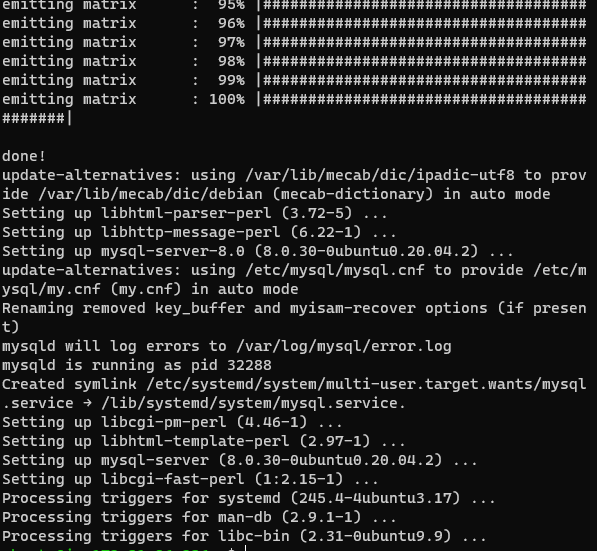 emitting matrix      :  95% |####################################
emitting matrix      :  96% |####################################
emitting matrix      :  97% |####################################
emitting matrix      :  98% |####################################
emitting matrix      :  99% |####################################
emitting matrix      : 100% |####################################
#######|
done!
update-alternatives: using /var/lib/mecab/dic/ipadic-utf8 to prov
ide /var/lib/mecab/dic/debian (mecab-dictionary) in auto mode
Setting up libhtml-parser-perl (3.72-5) ...
Setting up libhttp-message-perl (6.22-1) ...
Setting up mysql-server-8.0 (8.0.30-0ubuntu0.20.04.2) ...
update-alternatives: using /etc/mysql/mysql.cnf to provide /etc/m
ysql/my.cnf (my.cnf) in auto mode
Renaming removed key_buffer and myisam-recover options (if presen
t)
mysqld will log errors to /var/log/mysql/error.log
mysqld is running as pid 32288
Created symlink /etc/systemd/system/multi-user.target.wants/mysql
.service → /lib/systemd/system/mysql.service.
Setting up libcgi-pm-perl (4.46-1) ...
Setting up libhtml-template-perl (2.97-1) ...
Setting up mysql-server (8.0.30-0ubuntu0.20.04.2) ...
Setting up libcgi-fast-perl (1:2.15-1) ...
Processing triggers for systemd (245.4-4ubuntu3.17) ...
Processing triggers for man-db (2.9.1-1) ...
Processing triggers for libc-bin (2.31-0ubuntu9.9) ...